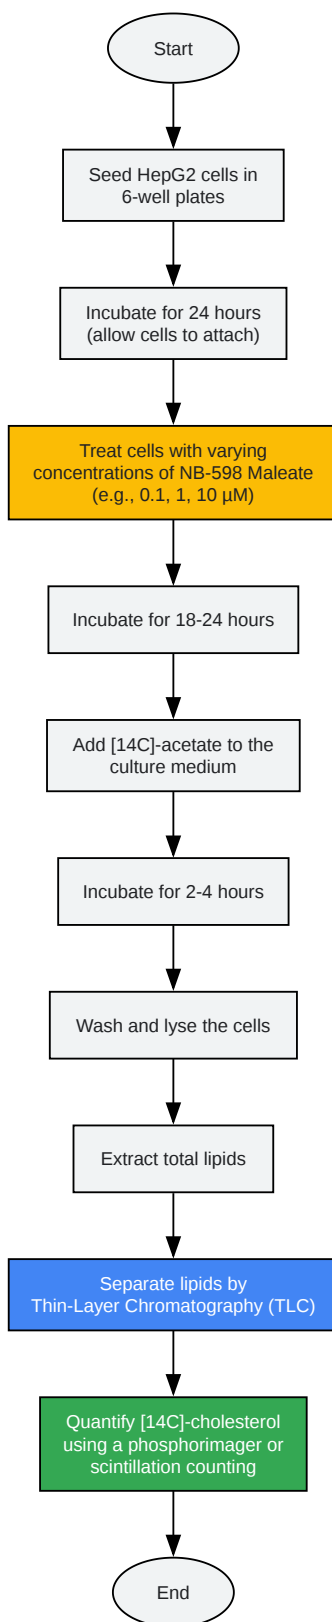 Start
Seed HepG2 cells in
6-well plates
Incubate for 24 hours
(allow cells to attach)
Treat cells with varying
concentrations of NB-598 Maleate
(e.g., 0.1, 1, 10 µM)
Incubate for 18-24 hours
Add [14C]-acetate to the
culture medium
Incubate for 2-4 hours
Wash and lyse the cells
Extract total lipids
Separate lipids by
Thin-Layer Chromatography (TLC)
Quantify [14C]-cholesterol
using a phosphorimager or
scintillation counting
End